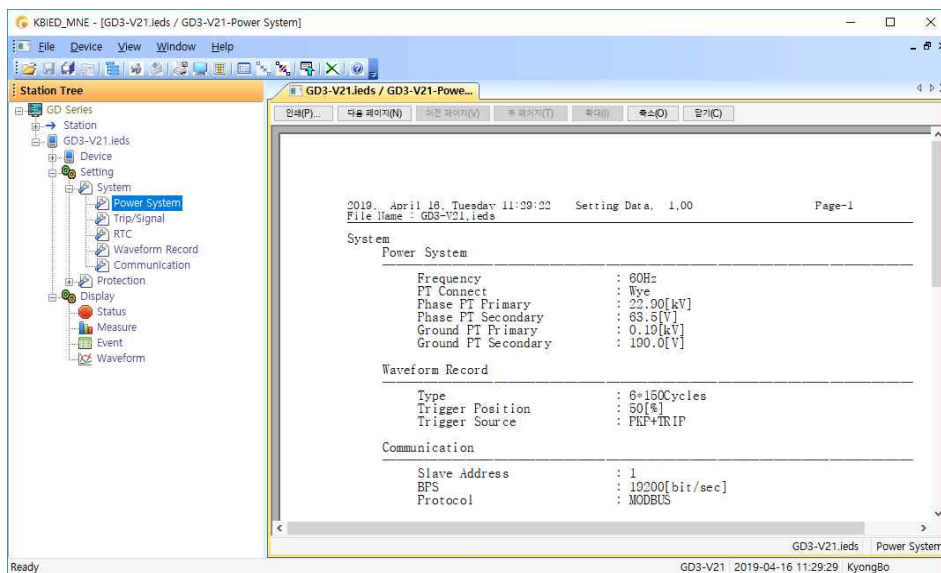 KBIED_MNE - [GD3-V21.ieds / GD3-V21-Power System]
File Device View Window Help
Station Tree
GD Series
Station
GD3-V21.ieds
Device
Setting
System
Power System
Trip/Signal
RTC
Waveform Record
Communication
Protection
Display
Status
Measure
Event
Waveform
GD3-V21.ieds / GD3-V21-Powe...
인쇄(P)... 다음 페이지(N) 이전 페이지(V) 두 페이지(T) 확대(I) 축소(O) 닫기(C)
2019. April 16. Tuesday 11:29:22 Setting Data. 1.00 Page-1
File Name : GD3-V21.ieds
System
Power System
Frequency : 60Hz
PT Connect : Wye
Phase PT Primary : 22.90[kV]
Phase PT Secondary : 63.5[V]
Ground PT Primary : 0.19[kV]
Ground PT Secondary : 190.0[V]
Waveform Record
Type : 6*150Cycles
Trigger Position : 50[%]
Trigger Source : PKP+TRIP
Communication
Slave Address : 1
BPS : 19200[bit/sec]
Protocol : MODBUS
GD3-V21.ieds Power System
Ready GD3-V21 2019-04-16 11:29:29 KyongBo